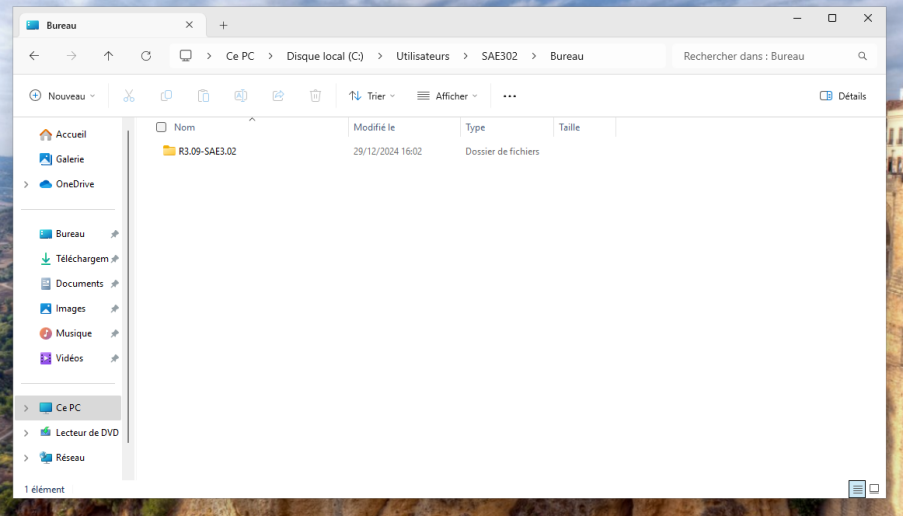 Bureau
Ce PC > Disque local (C:) > Utilisateurs > SAE302 > Bureau
Rechercher dans : Bureau
Nouveau
Trier
Afficher
Détails
Accueil
Galerie
OneDrive
Bureau
Téléchargem
Documents
Images
Musique
Vidéos
Ce PC
Lecteur de DVD
Réseau
Nom Modifié le Type Taille
R3.09-SAE3.02 29/12/2024 16:02 Dossier de fichiers
1 élément